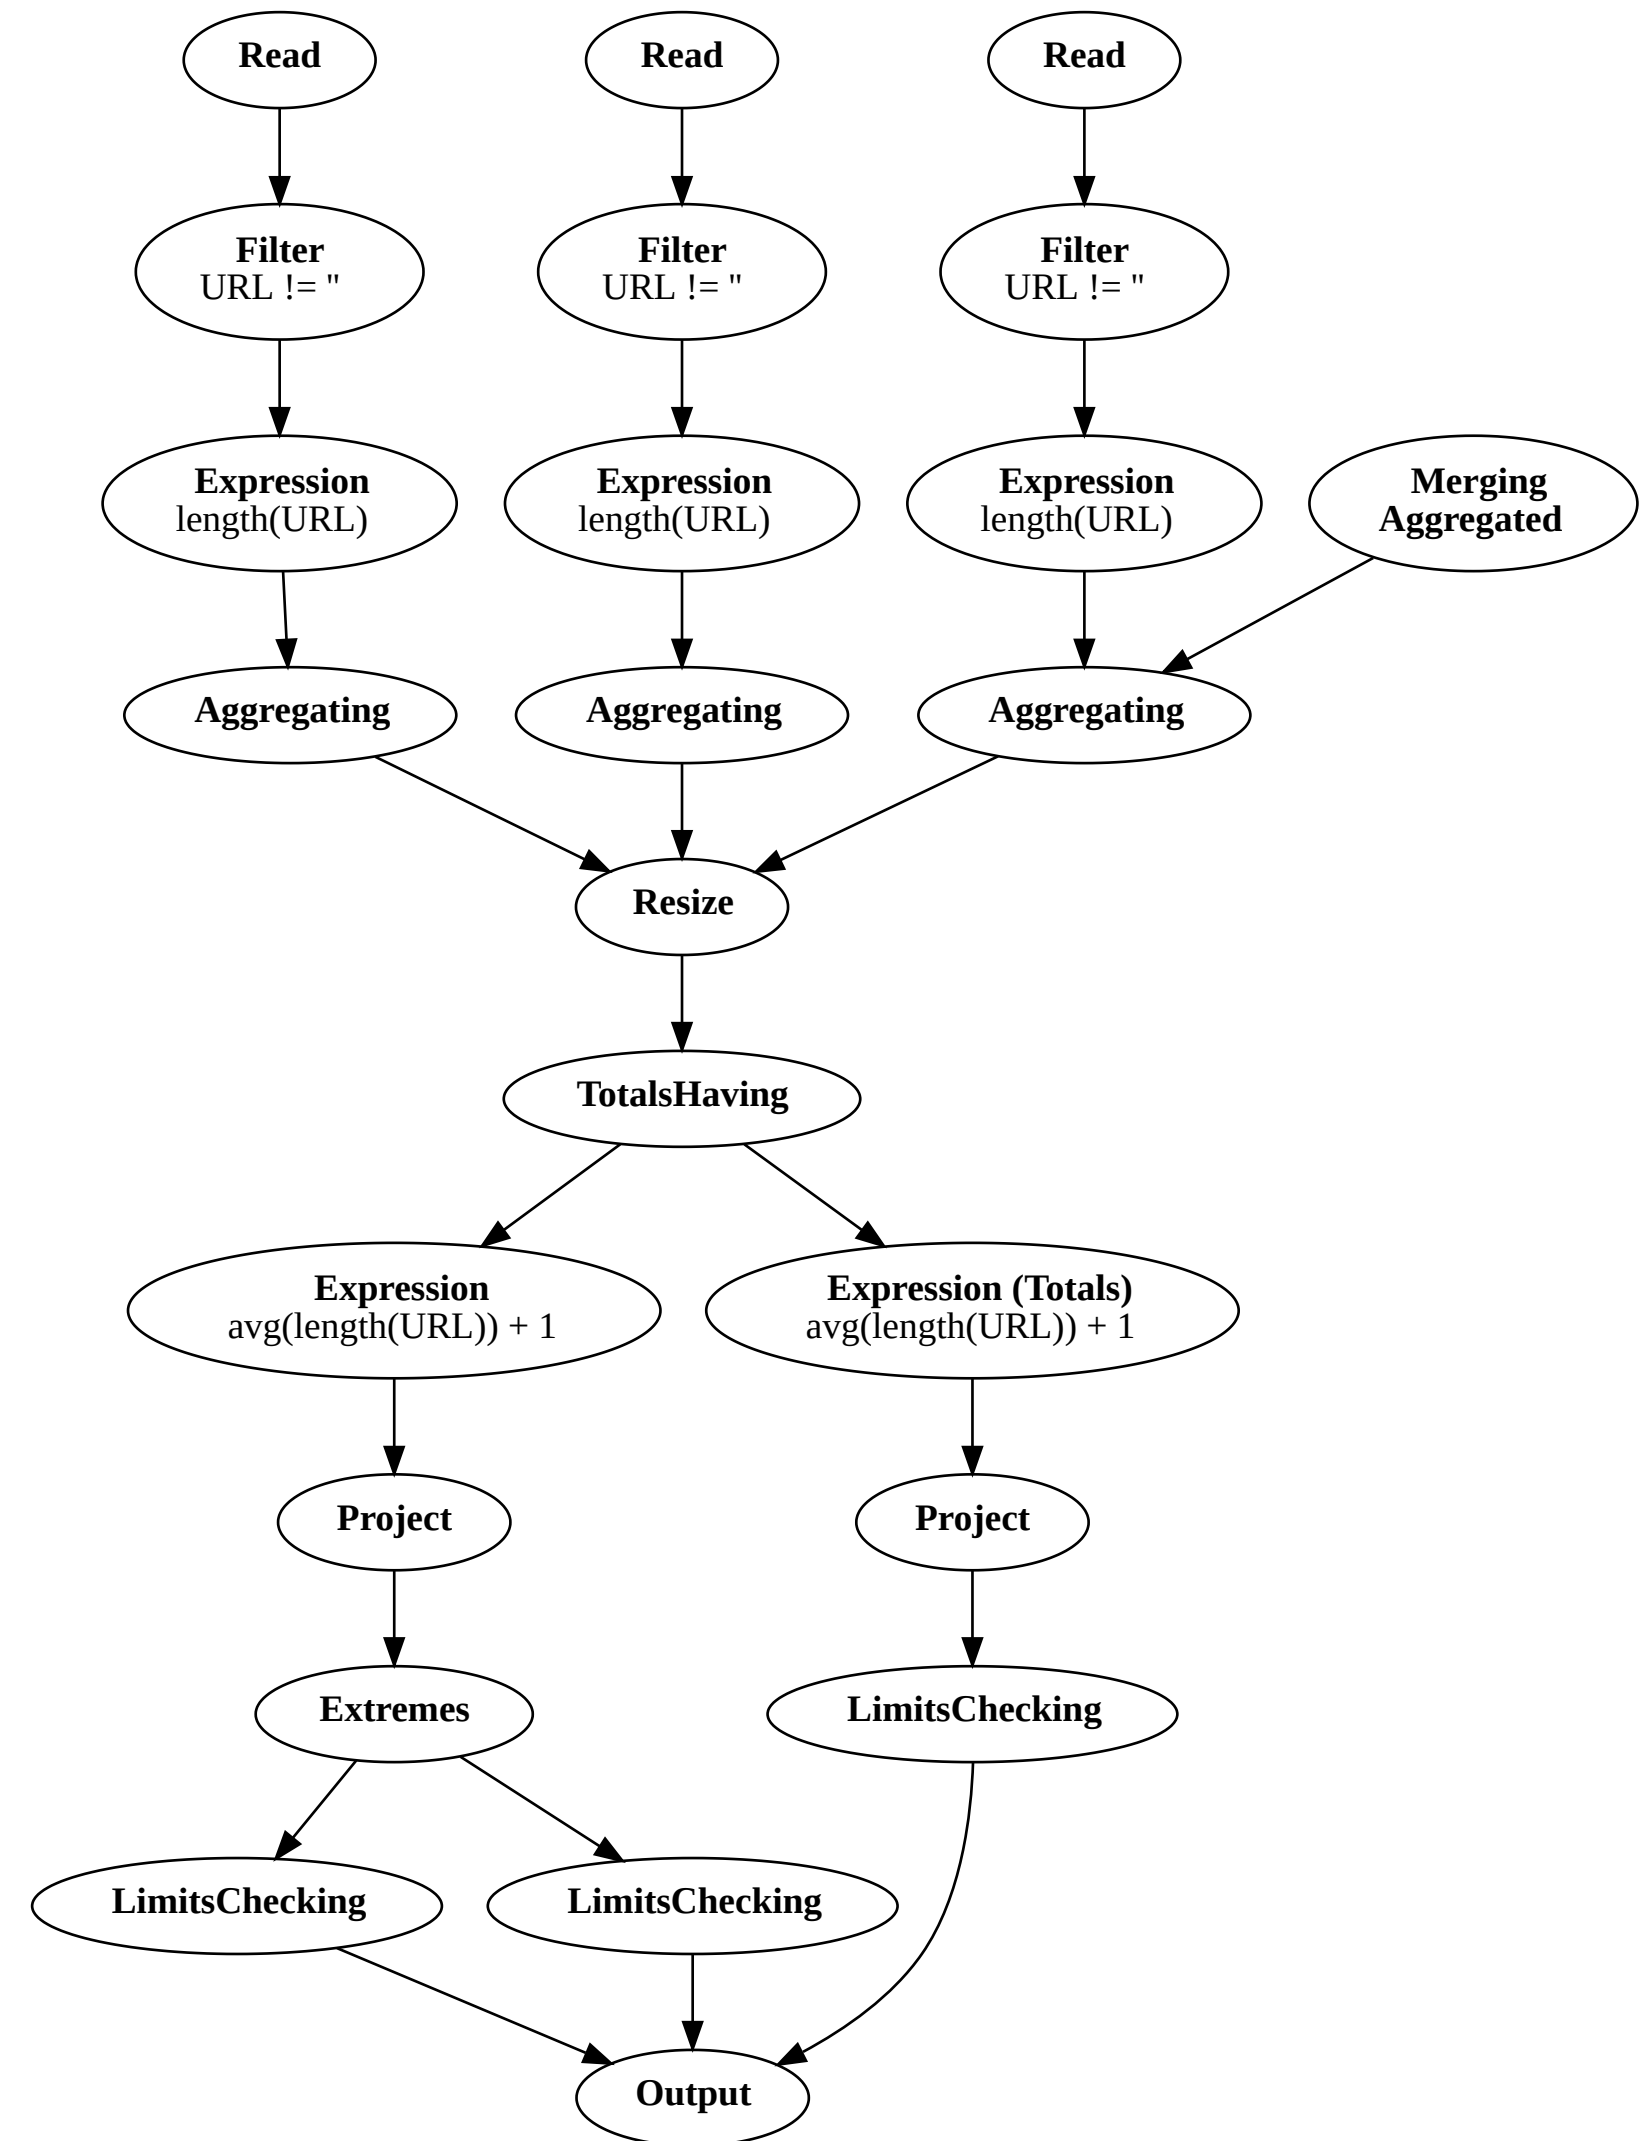 Read
Read
Read
Filter
URL != ''
Filter
URL != ''
Filter
URL != ''
Expression
length(URL)
Expression
length(URL)
Expression
length(URL)
Merging
Aggregated
Aggregating
Aggregating
Aggregating
Resize
TotalsHaving
Expression
avg(length(URL)) + 1
Expression (Totals)
avg(length(URL)) + 1
Project
Project
Extremes
LimitsChecking
LimitsChecking
LimitsChecking
Output